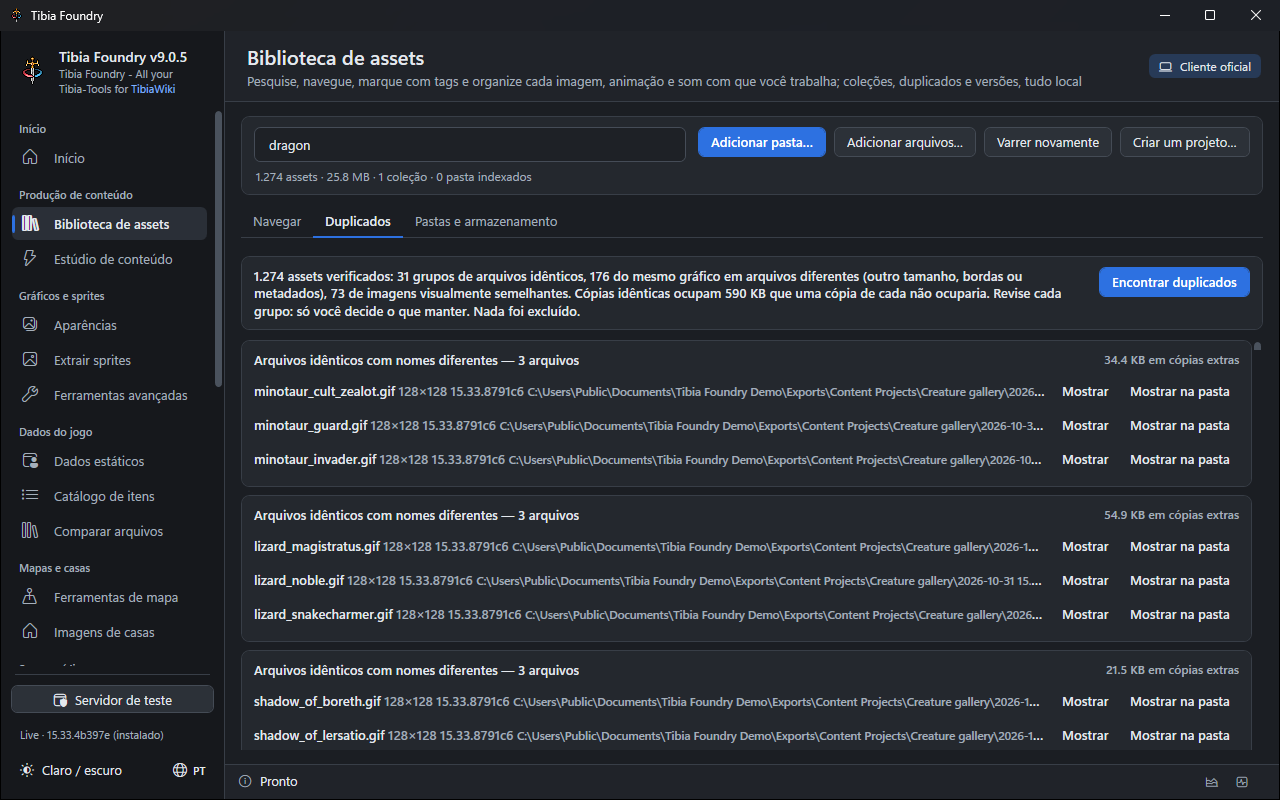 Tibia Foundry
Tibia Foundry v9.0.5
Tibia Foundry - All your
Tibia-Tools for TibiaWiki
Início
Início
Produção de conteúdo
Biblioteca de assets
Estúdio de conteúdo
Gráficos e sprites
Aparências
Extrair sprites
Ferramentas avançadas
Dados do jogo
Dados estáticos
Catálogo de itens
Comparar arquivos
Mapas e casas
Ferramentas de mapa
Imagens de casas
Servidor de teste
Live · 15.33.4b397e (instalado)
Claro / escuro
PT
Biblioteca de assets
Pesquise, navegue, marque com tags e organize cada imagem, animação e som com que você trabalha; coleções, duplicados e versões, tudo local
Cliente oficial
dragon
Adicionar pasta...
Adicionar arquivos...
Varrer novamente
Criar um projeto...
1.274 assets · 25.8 MB · 1 coleção · 0 pasta indexados
Navegar
Duplicados
Pastas e armazenamento
1.274 assets verificados: 31 grupos de arquivos idênticos, 176 do mesmo gráfico em arquivos diferentes (outro tamanho, bordas ou
metadados), 73 de imagens visualmente semelhantes. Cópias idênticas ocupam 590 KB que uma cópia de cada não ocuparia. Revise cada
grupo: só você decide o que manter. Nada foi excluído.
Encontrar duplicados
Arquivos idênticos com nomes diferentes — 3 arquivos
34.4 KB em cópias extras
minotaur_cult_zealot.gif 128×128 15.33.8791c6 C:\Users\Public\Documents\Tibia Foundry Demo\Exports\Content Projects\Creature gallery\2026... Mostrar Mostrar na pasta
minotaur_guard.gif 128×128 15.33.8791c6 C:\Users\Public\Documents\Tibia Foundry Demo\Exports\Content Projects\Creature gallery\2026-10-3... Mostrar Mostrar na pasta
minotaur_invader.gif 128×128 15.33.8791c6 C:\Users\Public\Documents\Tibia Foundry Demo\Exports\Content Projects\Creature gallery\2026-10... Mostrar Mostrar na pasta
Arquivos idênticos com nomes diferentes — 3 arquivos
54.9 KB em cópias extras
lizard_magistratus.gif 128×128 15.33.8791c6 C:\Users\Public\Documents\Tibia Foundry Demo\Exports\Content Projects\Creature gallery\2026-1... Mostrar Mostrar na pasta
lizard_noble.gif 128×128 15.33.8791c6 C:\Users\Public\Documents\Tibia Foundry Demo\Exports\Content Projects\Creature gallery\2026-10-31 15.... Mostrar Mostrar na pasta
lizard_snakecharmer.gif 128×128 15.33.8791c6 C:\Users\Public\Documents\Tibia Foundry Demo\Exports\Content Projects\Creature gallery\2026... Mostrar Mostrar na pasta
Arquivos idênticos com nomes diferentes — 3 arquivos
21.5 KB em cópias extras
shadow_of_boreth.gif 128×128 15.33.8791c6 C:\Users\Public\Documents\Tibia Foundry Demo\Exports\Content Projects\Creature gallery\2026-1... Mostrar Mostrar na pasta
shadow_of_lersatio.gif 128×128 15.33.8791c6 C:\Users\Public\Documents\Tibia Foundry Demo\Exports\Content Projects\Creature gallery\2026-1... Mostrar Mostrar na pasta
Pronto